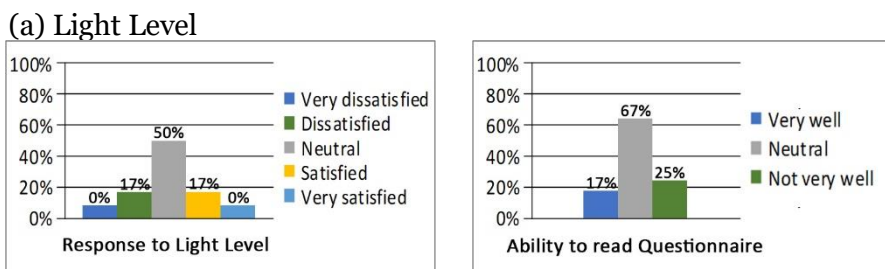 (a) Light Level
100%
80%
60%
40%
20%
0%
0%
17%
50%
17%
0%
Very dissatisfied
Dissatisfied
Neutral
Satisfied
Very satisfied
Response to Light Level
100%
80%
60%
40%
20%
0%
17%
67%
25%
Very well
Neutral
Not very well
Ability to read Questionnaire